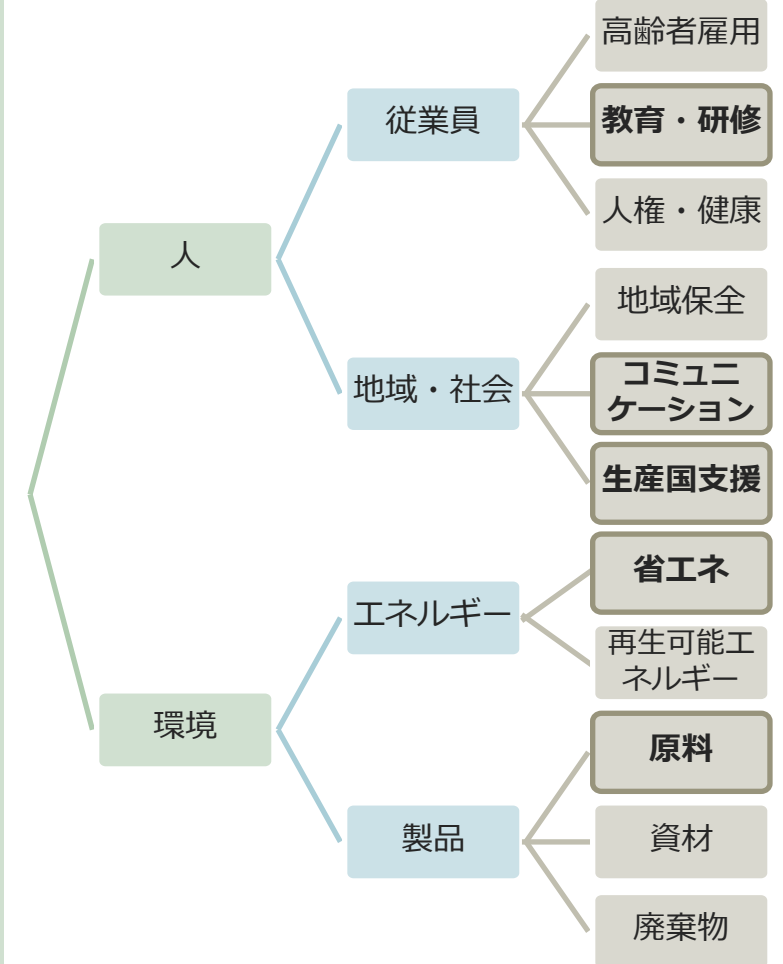 高齢者雇用
従業員
教育・研修
人権・健康
人
地域保全
地域・社会
コミュニ
ケーション
生産国支援
省エネ
エネルギー
再生可能エ
ネルギー
環境
原料
製品
資材
廃棄物